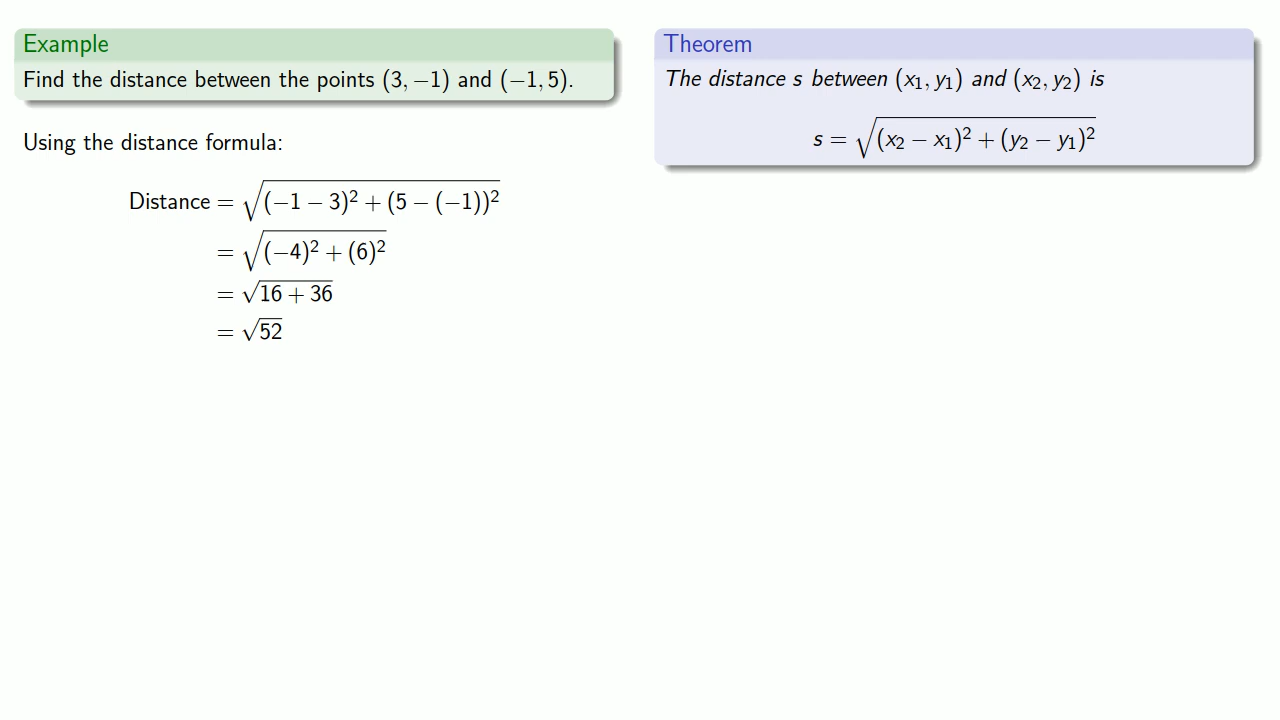 Example
Find the distance between the points (3, −1) and (−1, 5).
Using the distance formula:
Distance = √((−1 − 3)² + (5 − (−1))²)
= √((−4)² + (6)²)
= √(16 + 36)
= √52
Theorem
The distance s between (x₁, y₁) and (x₂, y₂) is
s = √((x₂ − x₁)² + (y₂ − y₁)²)